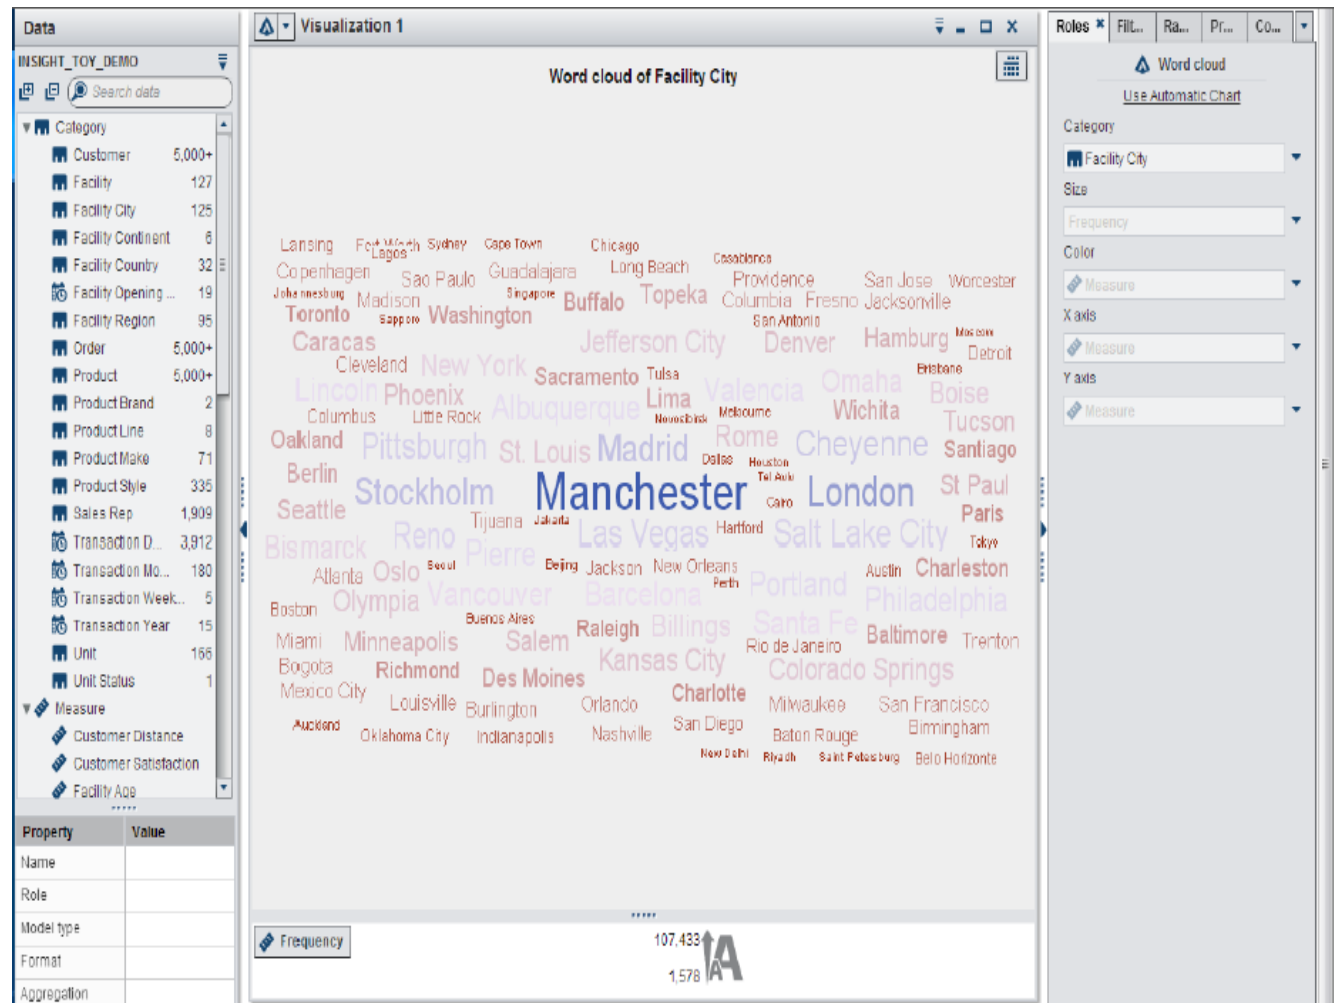 Data
INSIGHT_TOY_DEMO
Search data
Category
Customer 5,000+
Facility 127
Facility City 125
Facility Continent 6
Facility Country 32
Facility Opening ... 19
Facility Region 95
Order 5,000+
Product 5,000+
Product Brand 2
Product Line 8
Product Make 71
Product Style 335
Sales Rep 1,909
Transaction D... 3,912
Transaction Mo... 180
Transaction Week... 5
Transaction Year 15
Unit 166
Unit Status 1
Measure
Customer Distance
Customer Satisfaction
Facility Age
Property Value
Name
Role
Model type
Format
Aggregation
Visualization 1
Word cloud of Facility City
Lansing Fort Worth Sydney Cape Town Chicago
Lagos
Casablanca
Copenhagen Sao Paulo Guadalajara Long Beach Providence San Jose Worcester
Johannesburg Madison Singapore Buffalo Topeka Columbia Fresno Jacksonville
Toronto Sapporo Washington San Antonio
Caracas Jefferson City Denver Hamburg Moscow
Detroit
Cleveland New York Sacramento Tulsa Brisbane
Lincoln Phoenix Albuquerque Lima Valencia Omaha Boise
Columbus Little Rock Novosibirsk Melbourne Wichita Tucson
Oakland Pittsburgh St. Louis Madrid Rome Cheyenne Santiago
Dallas Houston
Berlin Stockholm Manchester Tel Aviv Cairo London St Paul
Seattle Tijuana Jakarta Paris
Bismarck Reno Pierre Las Vegas Hartford Salt Lake City Tokyo
Atlanta Oslo Seoul Beijing Jackson New Orleans Austin Charleston
Perth
Boston Olympia Vancouver Barcelona Portland Philadelphia
Buenos Aires
Miami Minneapolis Salem Raleigh Billings Santa Fe Baltimore Trenton
Rio de Janeiro
Bogota Richmond Des Moines Kansas City Colorado Springs
Mexico City Louisville Burlington Orlando Charlotte Milwaukee San Francisco
Auckland Oklahoma City Indianapolis Nashville San Diego Baton Rouge Birmingham
New Delhi Riyadh Saint Petersburg Belo Horizonte
Frequency
107,433
1,578
Roles Filt... Ra... Pr... Co...
Word cloud
Use Automatic Chart
Category
Facility City
Size
Frequency
Color
Measure
X axis
Measure
Y axis
Measure